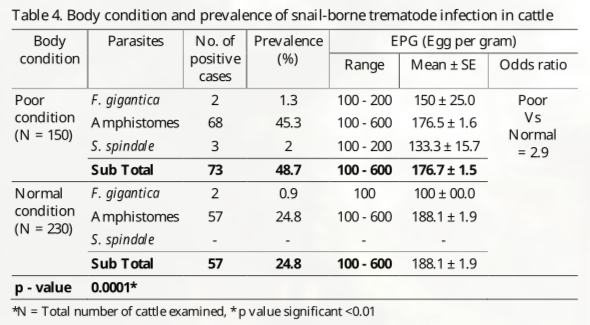 Table 4. Body condition and prevalence of snail-borne trematode infection in cattle
Body condition Parasites No. of positive cases Prevalence (%) EPG (Egg per gram)
Range Mean ± SE Odds ratio
Poor condition (N = 150) F. gigantica 2 1.3 100 - 200 150 ± 25.0 Poor Vs Normal = 2.9
Amphistomes 68 45.3 100 - 600 176.5 ± 1.6
S. spindale 3 2 100 - 200 133.3 ± 15.7
Sub Total 73 48.7 100 - 600 176.7 ± 1.5
Normal condition (N = 230) F. gigantica 2 0.9 100 100 ± 00.0
Amphistomes 57 24.8 100 - 600 188.1 ± 1.9
S. spindale - - - -
Sub Total 57 24.8 100 - 600 188.1 ± 1.9
p - value 0.0001*
*N = Total number of cattle examined, * p value significant <0.01